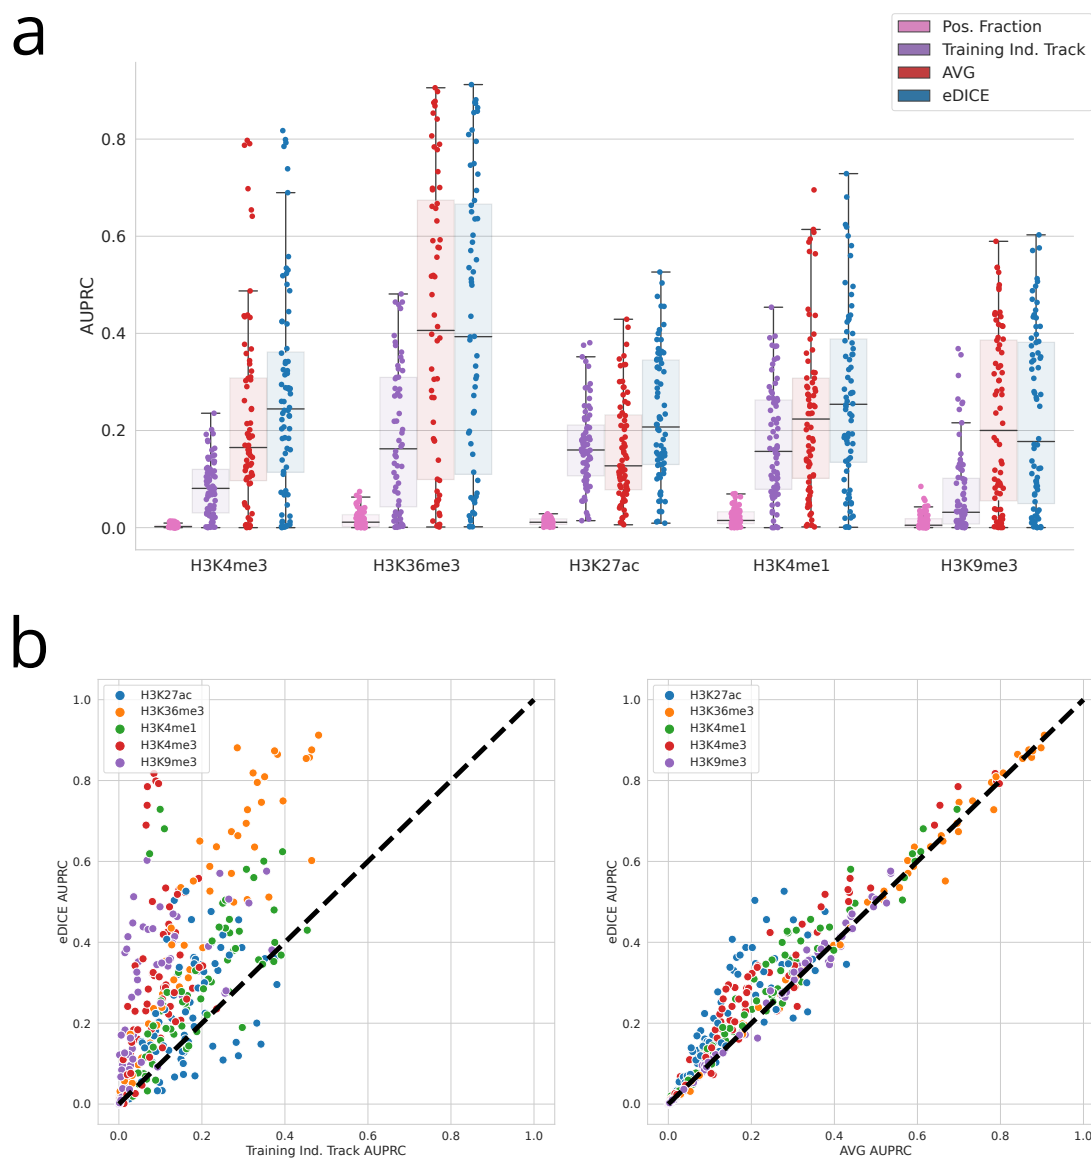 a
Pos. Fraction
Training Ind. Track
AVG
eDICE
AUPRC
0.8
0.6
0.4
0.2
0.0
H3K4me3 H3K36me3 H3K27ac H3K4me1 H3K9me3
b
H3K27ac
H3K36me3
H3K4me1
H3K4me3
H3K9me3
eDICE AUPRC
1.0
0.8
0.6
0.4
0.2
0.0
0.0 0.2 0.4 0.6 0.8 1.0
Training Ind. Track AUPRC
H3K27ac
H3K36me3
H3K4me1
H3K4me3
H3K9me3
eDICE AUPRC
1.0
0.8
0.6
0.4
0.2
0.0
0.0 0.2 0.4 0.6 0.8 1.0
AVG AUPRC